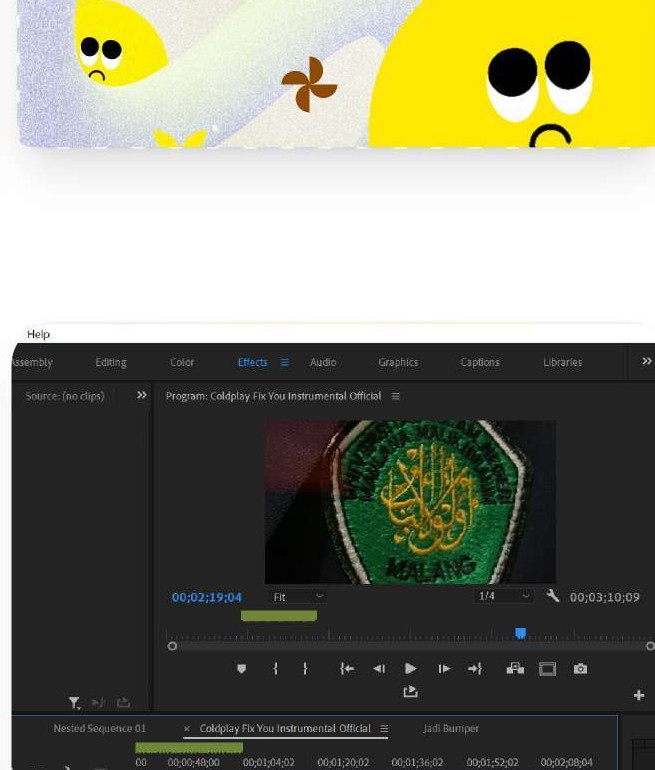 Help
Assembly Editing Color Effects Audio Graphics Captions Libraries
Source: (no clips) Program: Coldplay Fix You Instrumental Official
MALANG
00;02;19;04 Fit 1/4 00;03;10;09
Nested Sequence 01 × Coldplay Fix You Instrumental Official Jadi Bumper
00 00;00;48;00 00;01;04;02 00;01;20;02 00;01;36;02 00;01;52;02 00;02;08;04